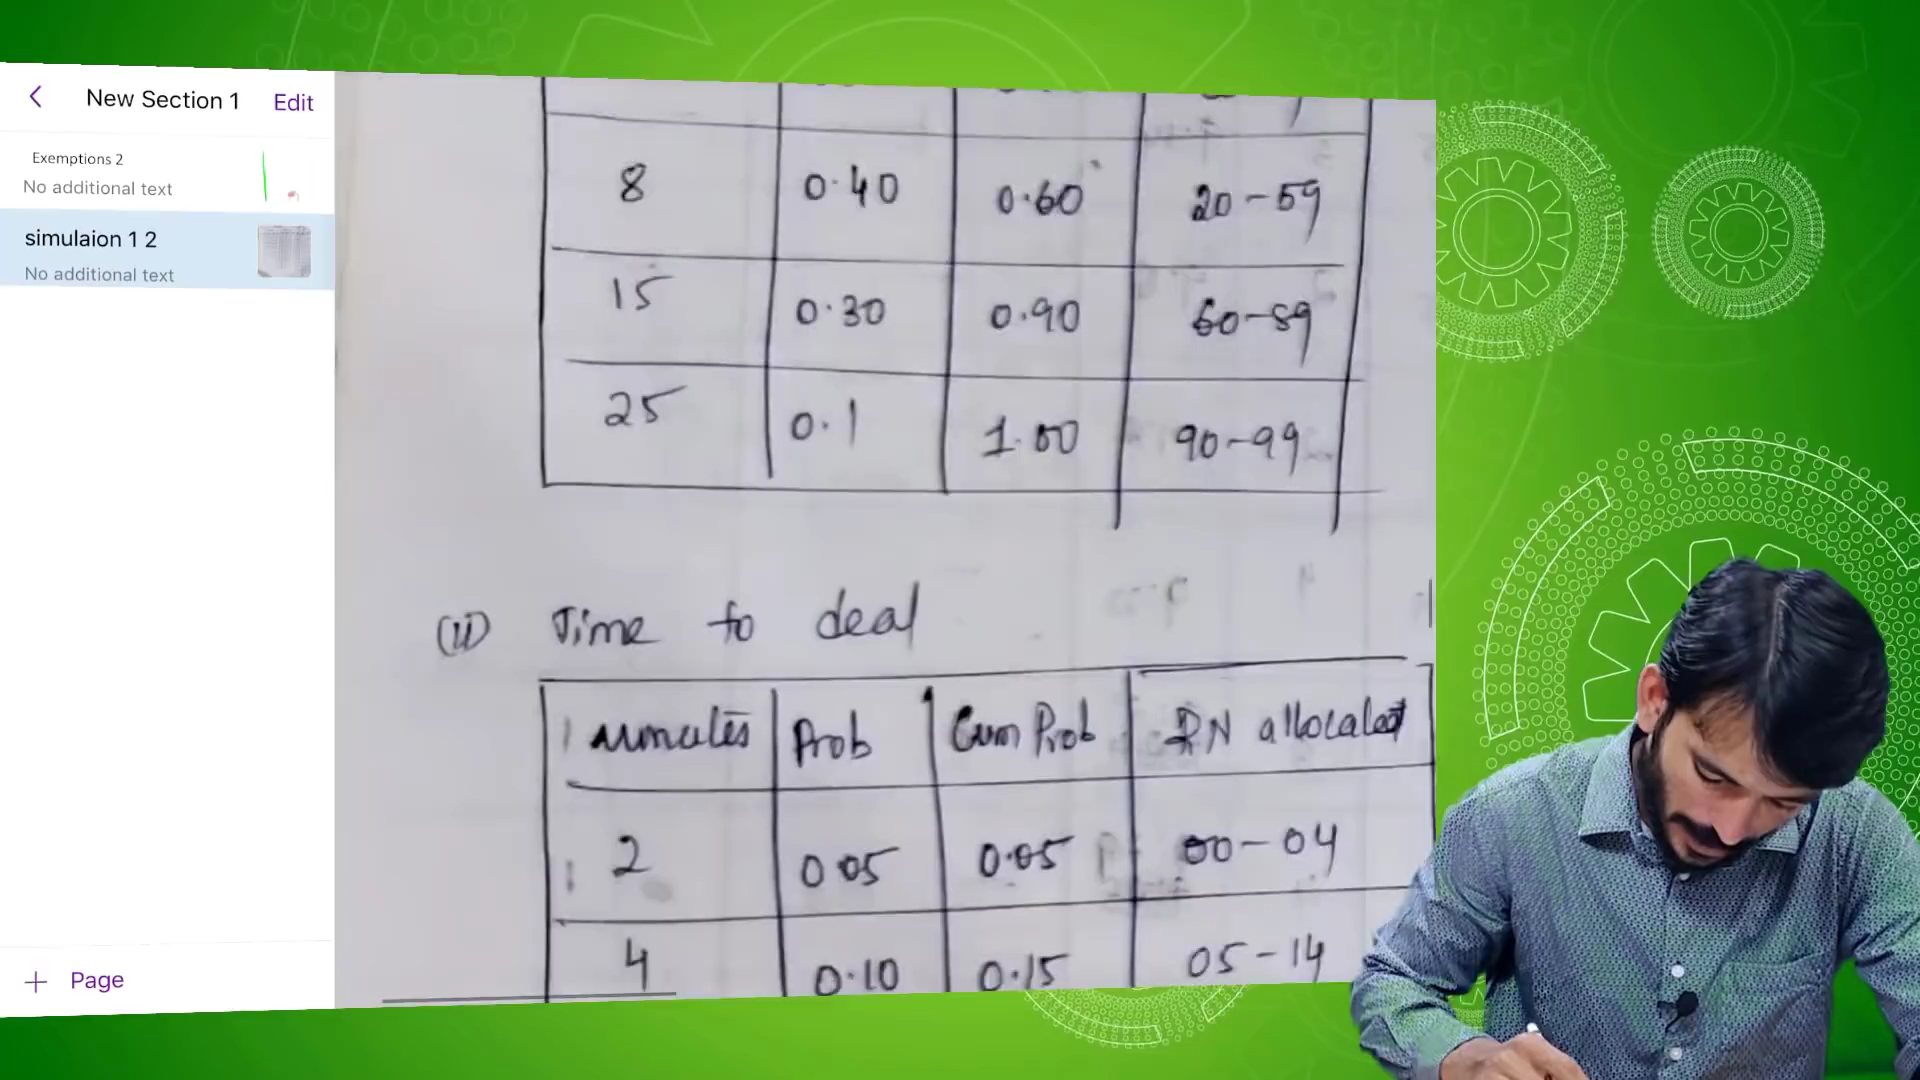 New Section 1 Edit
Exemptions 2
No additional text
simulaion 1 2
No additional text
+ Page
8 0.40 0.60 20-59
15 0.30 0.90 60-89
25 0.1 1.00 90-99
(ii) Time to deal
minutes Prob Cum Prob RN allocated
2 0.05 0.05 00-04
4 0.10 0.15 05-14